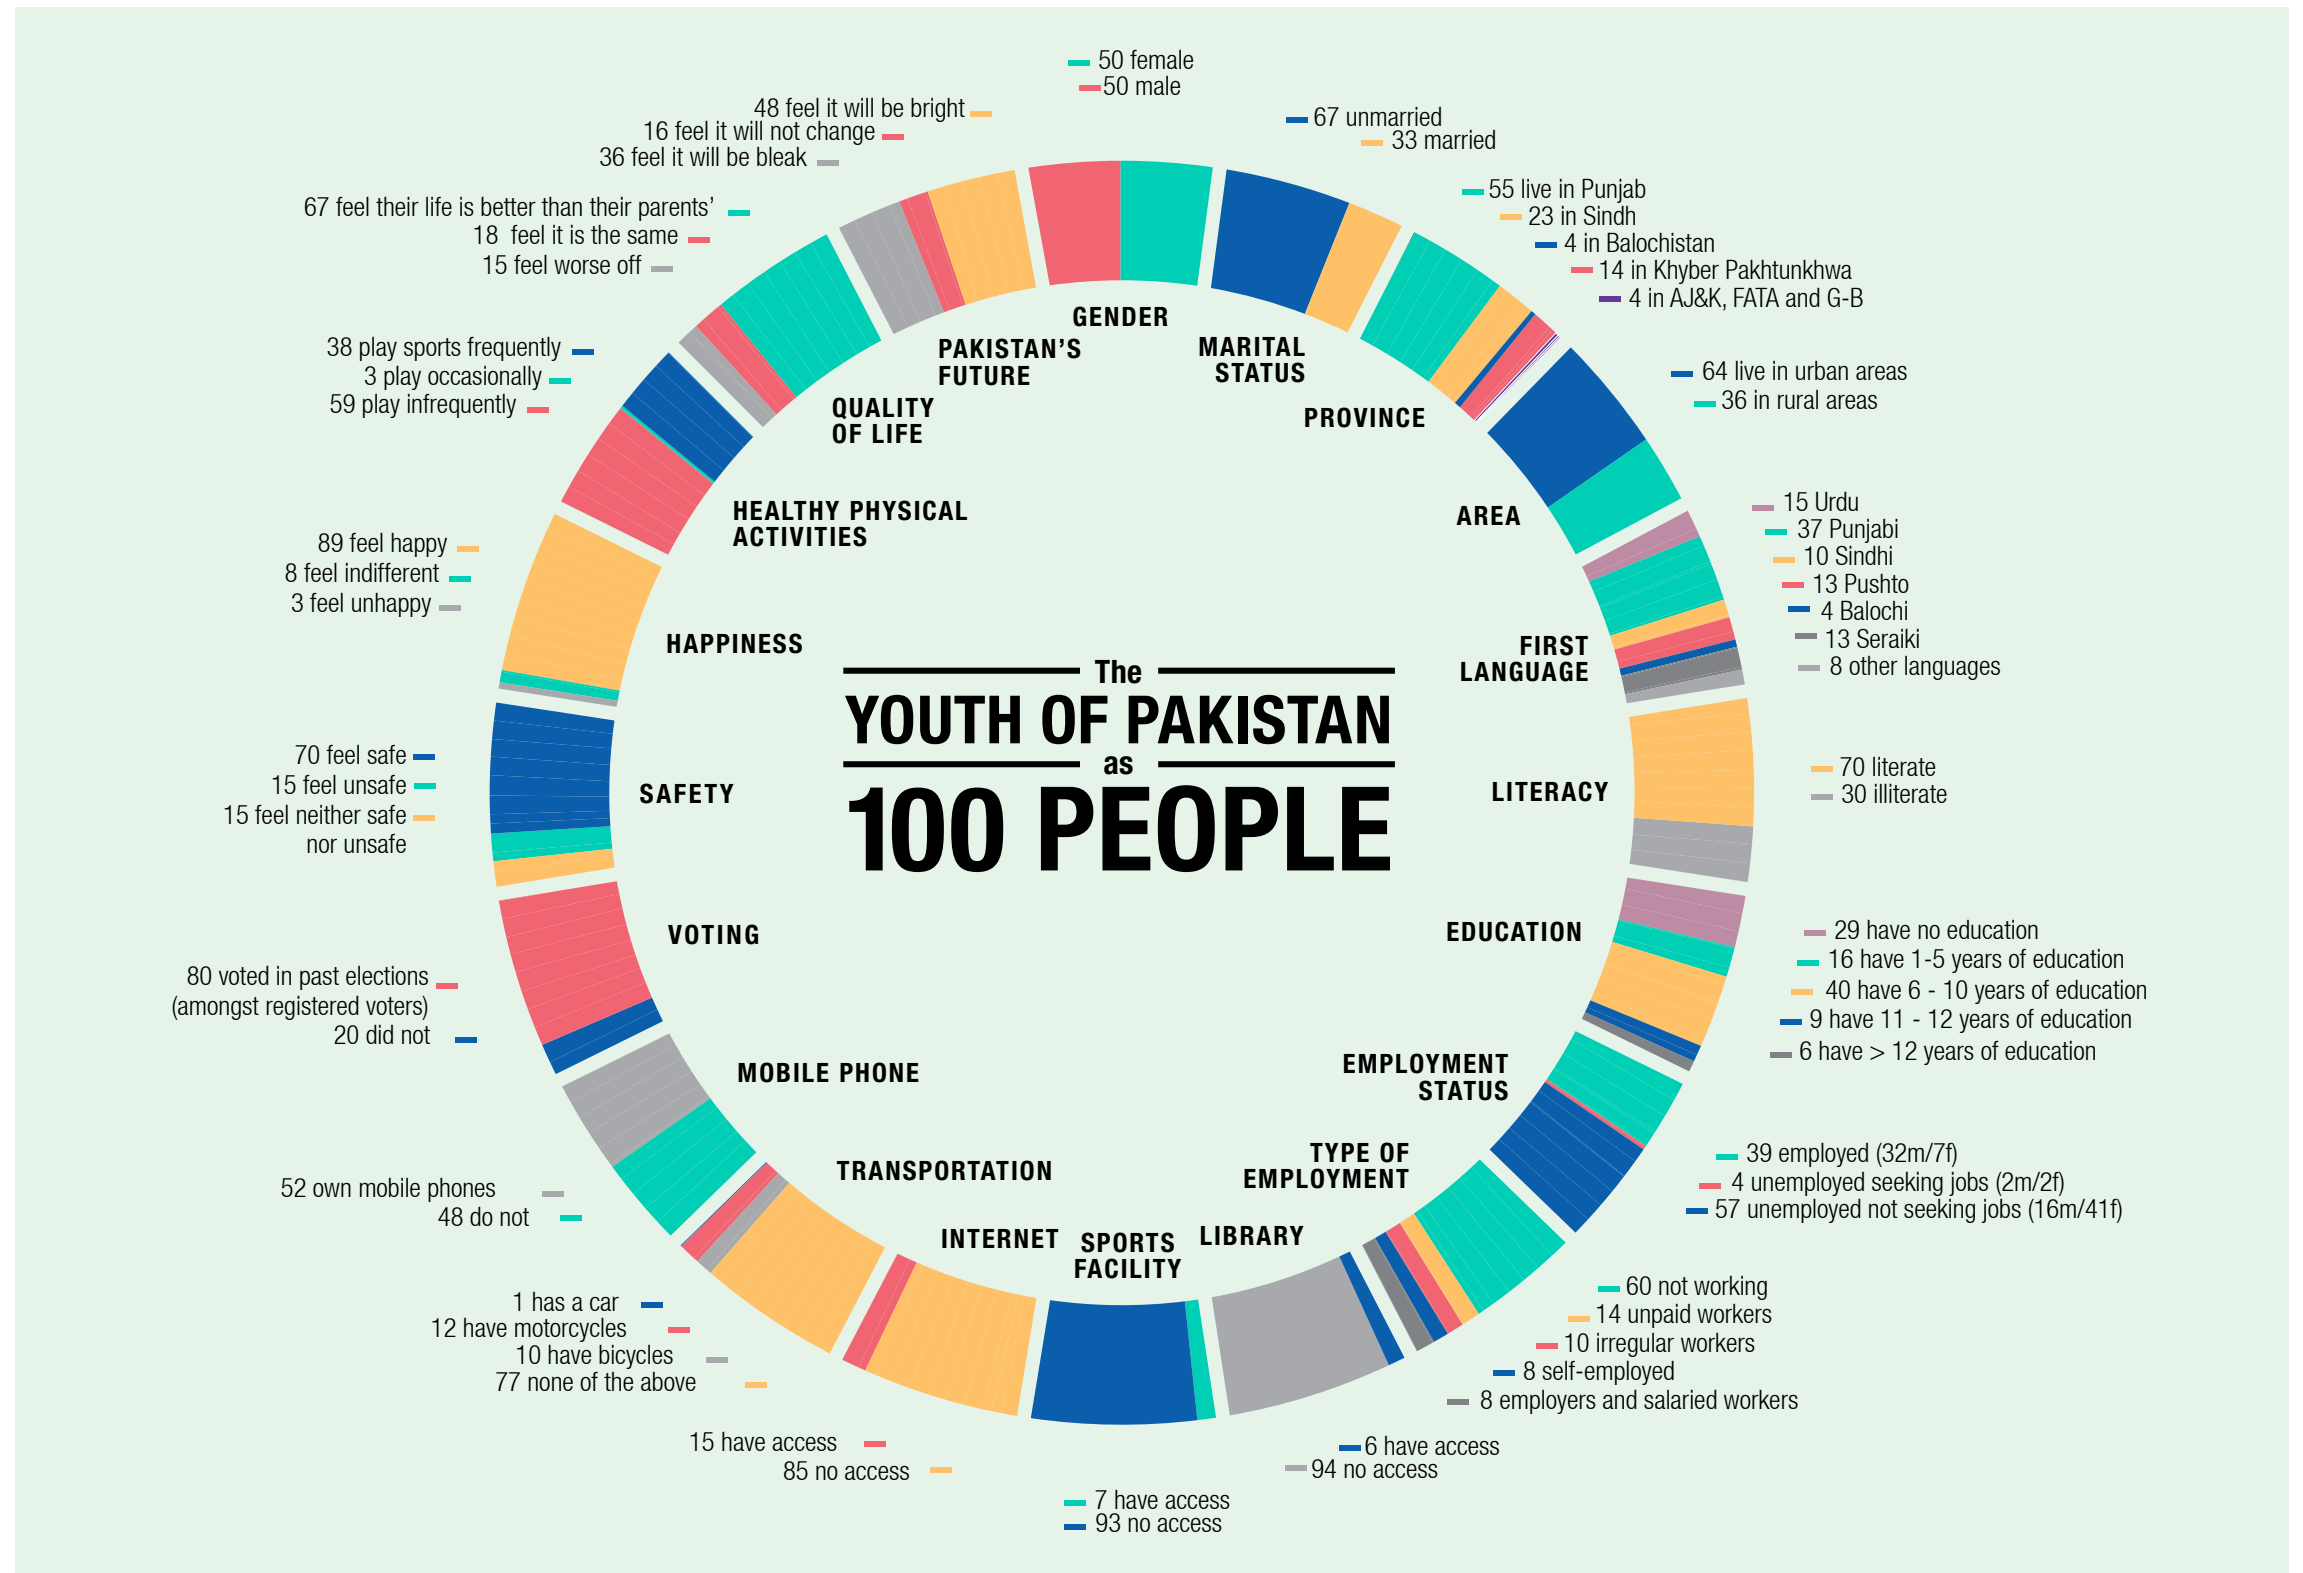 The
YOUTH OF PAKISTAN
as
100 PEOPLE
GENDER
50 female
50 male
MARITAL
STATUS
67 unmarried
33 married
PROVINCE
55 live in Punjab
23 in Sindh
4 in Balochistan
14 in Khyber Pakhtunkhwa
4 in AJ&K, FATA and G-B
AREA
64 live in urban areas
36 in rural areas
FIRST
LANGUAGE
15 Urdu
37 Punjabi
10 Sindhi
13 Pushto
4 Balochi
13 Seraiki
8 other languages
LITERACY
70 literate
30 illiterate
EDUCATION
29 have no education
16 have 1-5 years of education
40 have 6 - 10 years of education
9 have 11 - 12 years of education
6 have > 12 years of education
EMPLOYMENT
STATUS
39 employed (32m/7f)
4 unemployed seeking jobs (2m/2f)
57 unemployed not seeking jobs (16m/41f)
TYPE OF
EMPLOYMENT
60 not working
14 unpaid workers
10 irregular workers
8 self-employed
8 employers and salaried workers
LIBRARY
6 have access
94 no access
SPORTS
FACILITY
7 have access
93 no access
INTERNET
15 have access
85 no access
TRANSPORTATION
1 has a car
12 have motorcycles
10 have bicycles
77 none of the above
MOBILE PHONE
52 own mobile phones
48 do not
VOTING
80 voted in past elections
(amongst registered voters)
20 did not
SAFETY
70 feel safe
15 feel unsafe
15 feel neither safe
nor unsafe
HAPPINESS
89 feel happy
8 feel indifferent
3 feel unhappy
HEALTHY PHYSICAL
ACTIVITIES
38 play sports frequently
3 play occasionally
59 play infrequently
QUALITY
OF LIFE
67 feel their life is better than their parents’
18 feel it is the same
15 feel worse off
PAKISTAN’S
FUTURE
48 feel it will be bright
16 feel it will not change
36 feel it will be bleak